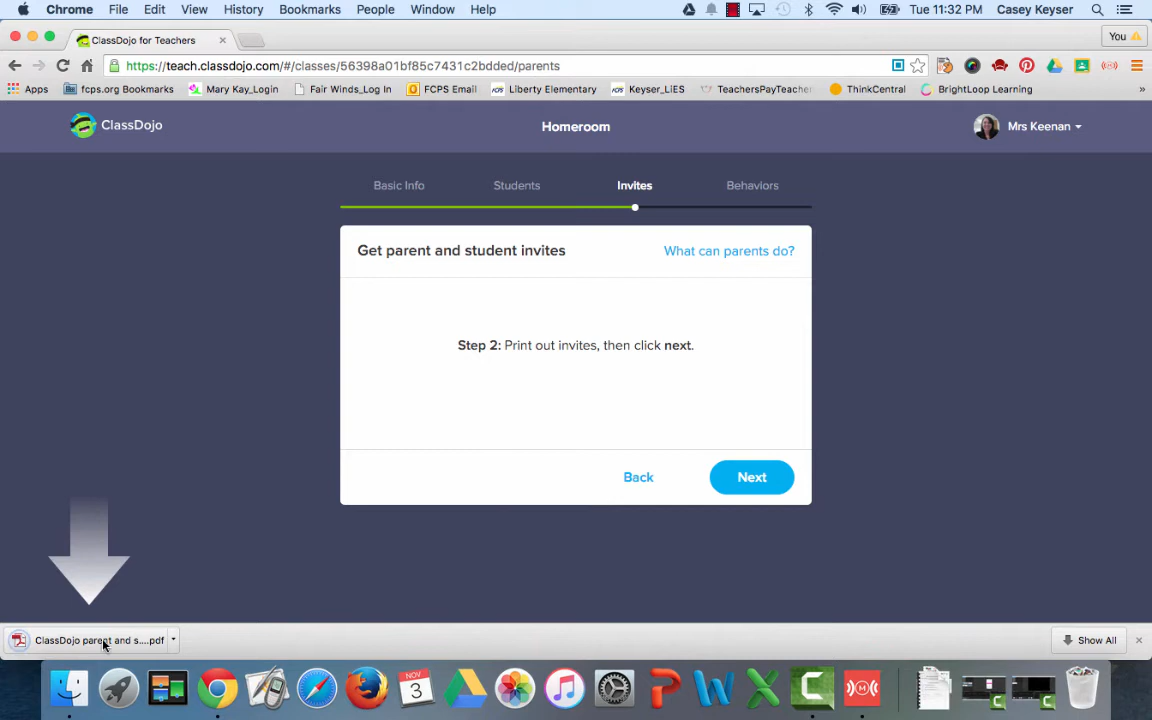 Chrome File Edit View History Bookmarks People Window Help Tue 11:32 PM Casey Keyser
ClassDojo for Teachers × You
https://teach.classdojo.com/#/classes/56398a01bf85c7431c2bdded/parents
Apps fcps.org Bookmarks Mary Kay_Login Fair Winds_Log In FCPS Email Liberty Elementary Keyser_LiES TeachersPayTeacher ThinkCentral BrightLoop Learning »
ClassDojo Homeroom Mrs Keenan
Basic Info Students Invites Behaviors
Get parent and student invites What can parents do?
Step 2: Print out invites, then click next.
Back Next
ClassDojo parent and s....pdf Show All ×
NOV
3